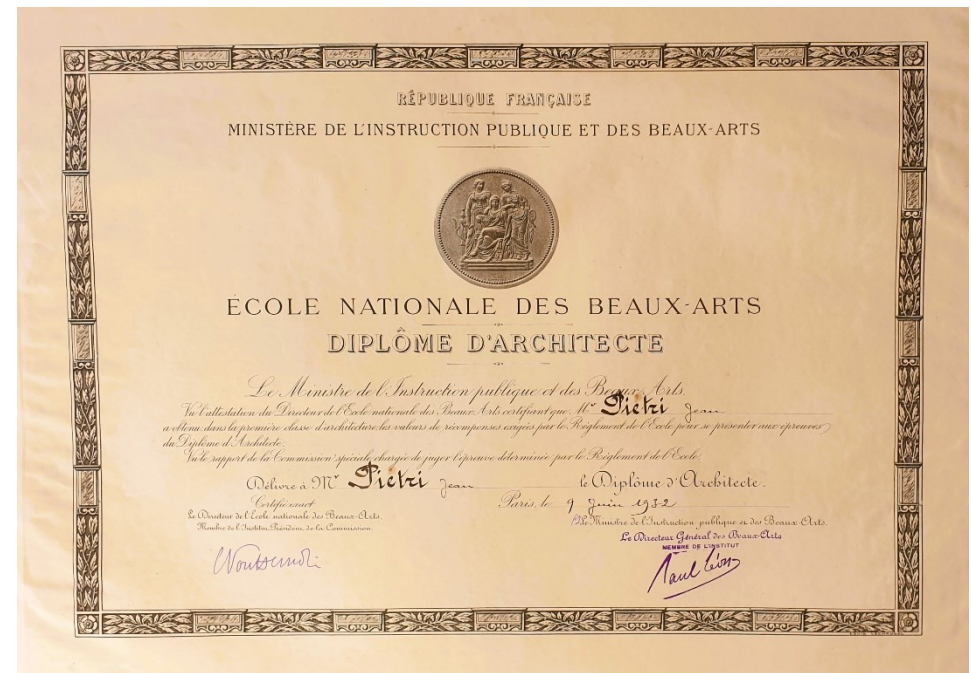 RÉPUBLIQUE FRANÇAISE
MINISTÈRE DE L'INSTRUCTION PUBLIQUE ET DES BEAUX-ARTS
ÉCOLE NATIONALE DES BEAUX-ARTS
DIPLÔME D'ARCHITECTE
Le Ministre de l'Instruction publique et des Beaux-Arts,
Vu l'attestation du Directeur de l'Ecole nationale des Beaux-Arts certifiant que Mr Pietri Jean
a obtenu dans la première classe d'architecture les valeurs de récompenses exigées par le Règlement de l'Ecole pour se présenter aux épreuves
du Diplôme d'Architecte;
Vu le rapport de la Commission spéciale chargée de juger l'épreuve déterminée par le Règlement de l'Ecole
Délivre à Mr Pietri Jean le Diplôme d'Architecte.
Certifié exact
Paris, le 9 Juin 1932
Le Directeur de l'Ecole nationale des Beaux-Arts,
Membre de l'Institut, Président de la Commission.
Le Ministre de l'Instruction publique et des Beaux-Arts.
Le Directeur Général des Beaux-Arts
MEMBRE DE L'INSTITUT
Paul Léon